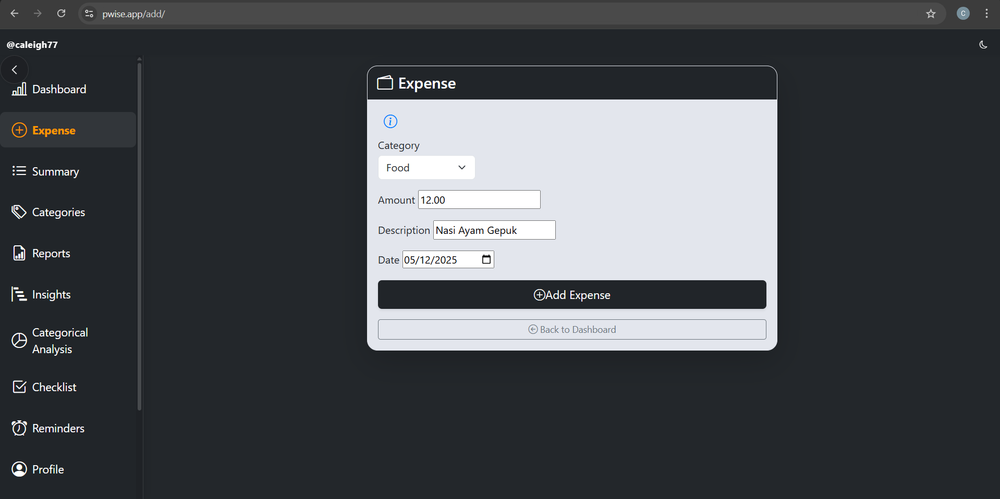 pwise.app/add/
C
@caleigh77
Dashboard
Expense
Summary
Categories
Reports
Insights
Categorical
Analysis
Checklist
Reminders
Profile
Expense
i
Category
Food
Amount 12.00
Description Nasi Ayam Gepuk
Date 05/12/2025
Add Expense
Back to Dashboard